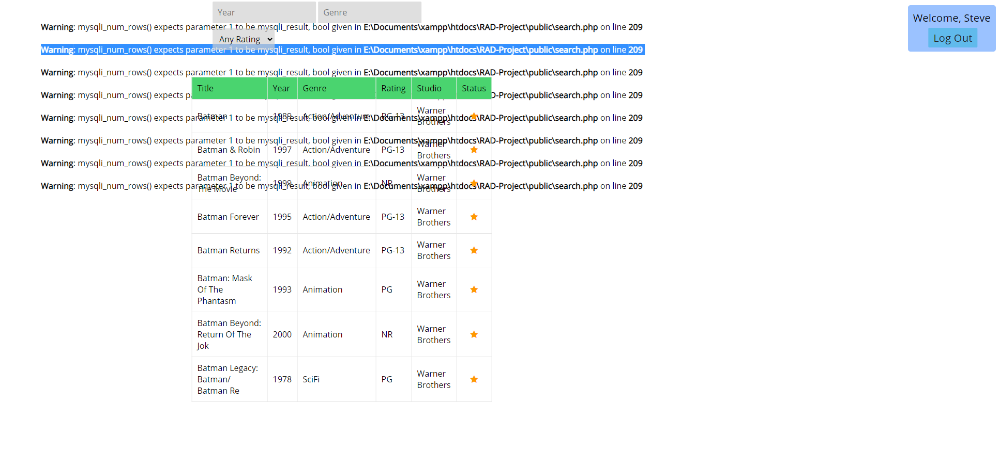 Year Genre
Welcome, Steve
Log Out
Warning: mysqli_num_rows() expects parameter 1 to be mysqli_result, bool given in E:\Documents\xampp\htdocs\RAD-Project\public\search.php on line 209
Any Rating
Warning: mysqli_num_rows() expects parameter 1 to be mysqli_result, bool given in E:\Documents\xampp\htdocs\RAD-Project\public\search.php on line 209
Warning: mysqli_num_rows() expects parameter 1 to be mysqli_result, bool given in E:\Documents\xampp\htdocs\RAD-Project\public\search.php on line 209
Warning: mysqli_num_rows() expects parameter 1 to be mysqli_result, bool given in E:\Documents\xampp\htdocs\RAD-Project\public\search.php on line 209
Warning: mysqli_num_rows() expects parameter 1 to be mysqli_result, bool given in E:\Documents\xampp\htdocs\RAD-Project\public\search.php on line 209
Warning: mysqli_num_rows() expects parameter 1 to be mysqli_result, bool given in E:\Documents\xampp\htdocs\RAD-Project\public\search.php on line 209
Warning: mysqli_num_rows() expects parameter 1 to be mysqli_result, bool given in E:\Documents\xampp\htdocs\RAD-Project\public\search.php on line 209
Warning: mysqli_num_rows() expects parameter 1 to be mysqli_result, bool given in E:\Documents\xampp\htdocs\RAD-Project\public\search.php on line 209
Title Year Genre Rating Studio Status
Batman 1989 Action/Adventure PG-13 Warner
Brothers
Batman & Robin 1997 Action/Adventure PG-13 Warner
Brothers
Batman Beyond: 1999 Animation NR Warner
The Movie Brothers
Batman Forever 1995 Action/Adventure PG-13 Warner
Brothers
Batman Returns 1992 Action/Adventure PG-13 Warner
Brothers
Batman: Mask Warner
Of The 1993 Animation PG Brothers
Phantasm
Batman Beyond: Warner
Return Of The 2000 Animation NR Brothers
Jok
Batman Legacy: Warner
Batman/ 1978 SciFi PG Brothers
Batman Re